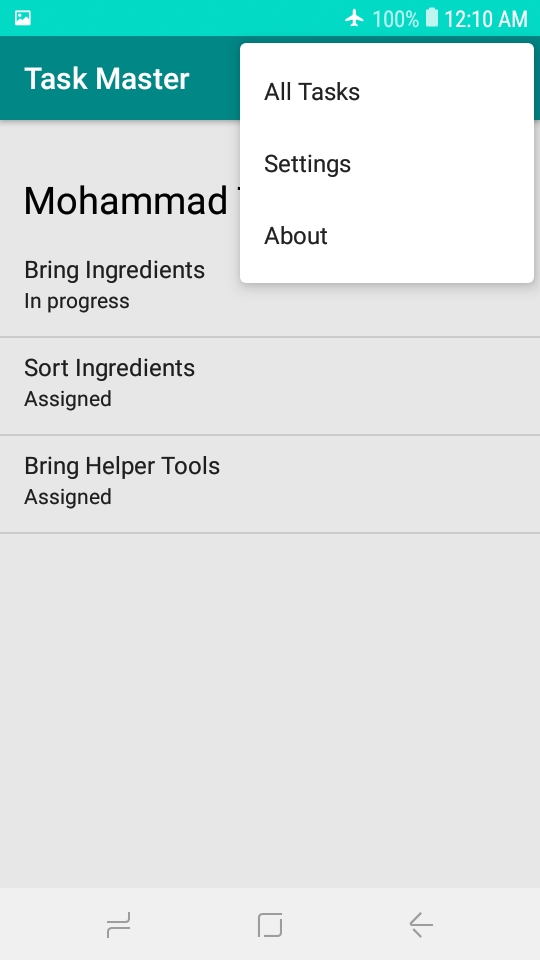 100% 12:10 AM
Task Master
All Tasks
Settings
About
Mohammad
Bring Ingredients
In progress
Sort Ingredients
Assigned
Bring Helper Tools
Assigned